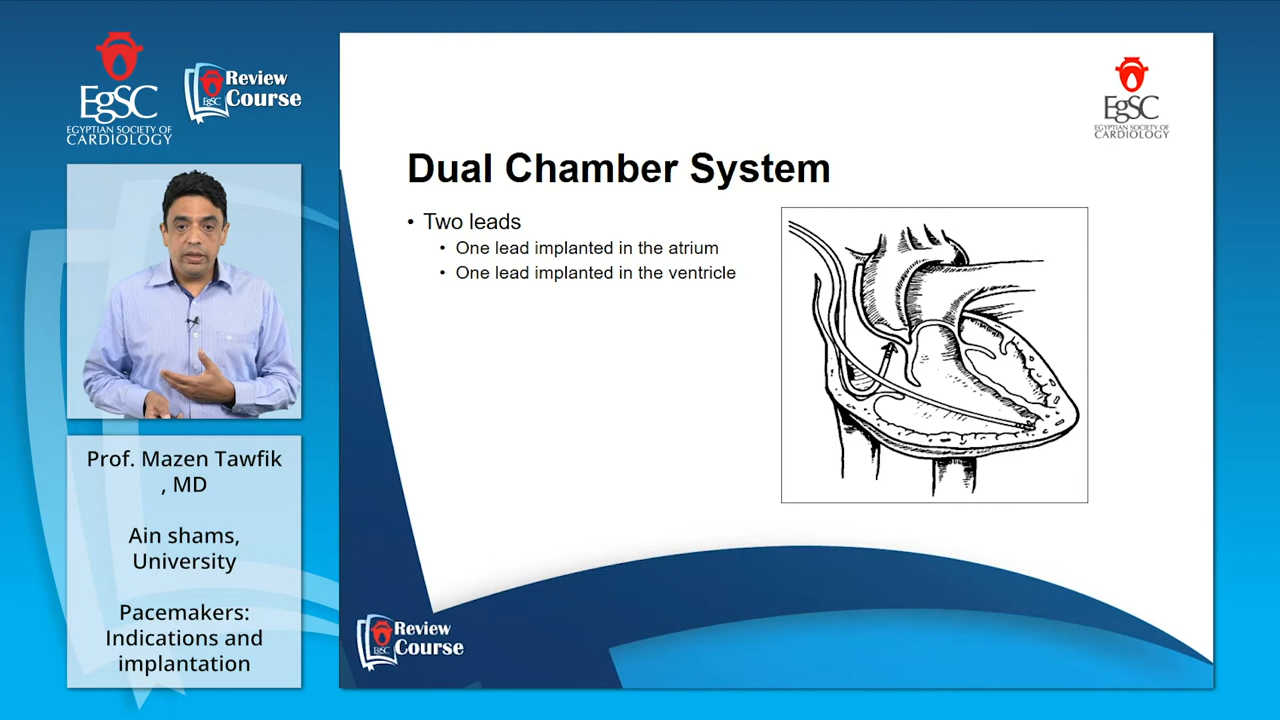 EgSC
EGYPTIAN SOCIETY OF
CARDIOLOGY
Review
Course
EgSC
Prof. Mazen Tawfik
, MD
Ain shams,
University
Pacemakers:
Indications and
implantation
EgSC
EGYPTIAN SOCIETY OF
CARDIOLOGY
Dual Chamber System
• Two leads
• One lead implanted in the atrium
• One lead implanted in the ventricle
Review
Course
EgSC